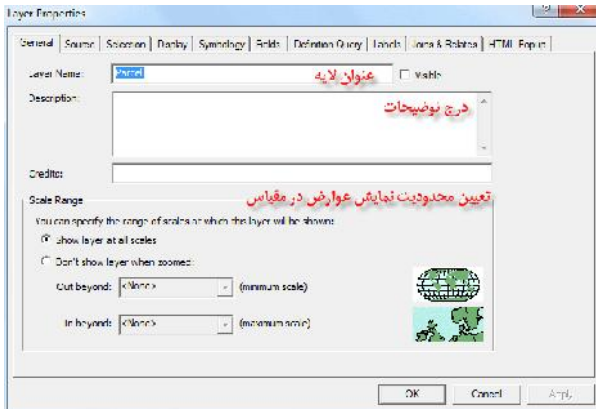 Layer Properties
General Source Selection Display Symbology Fields Definition Query Labels Joins & Relates HTML Popup
Layer Name: Parcel عنوان لایه Visible
Description: درج توضیحات
Credits:
تعیین محدودیت نمایش عوارض در مقیاس
Scale Range
You can specify the range of scales at which this layer will be shown:
Show layer at all scales
Don't show layer when zoomed:
Out beyond: <None> (minimum scale)
In beyond: <None> (maximum scale)
OK Cancel Apply